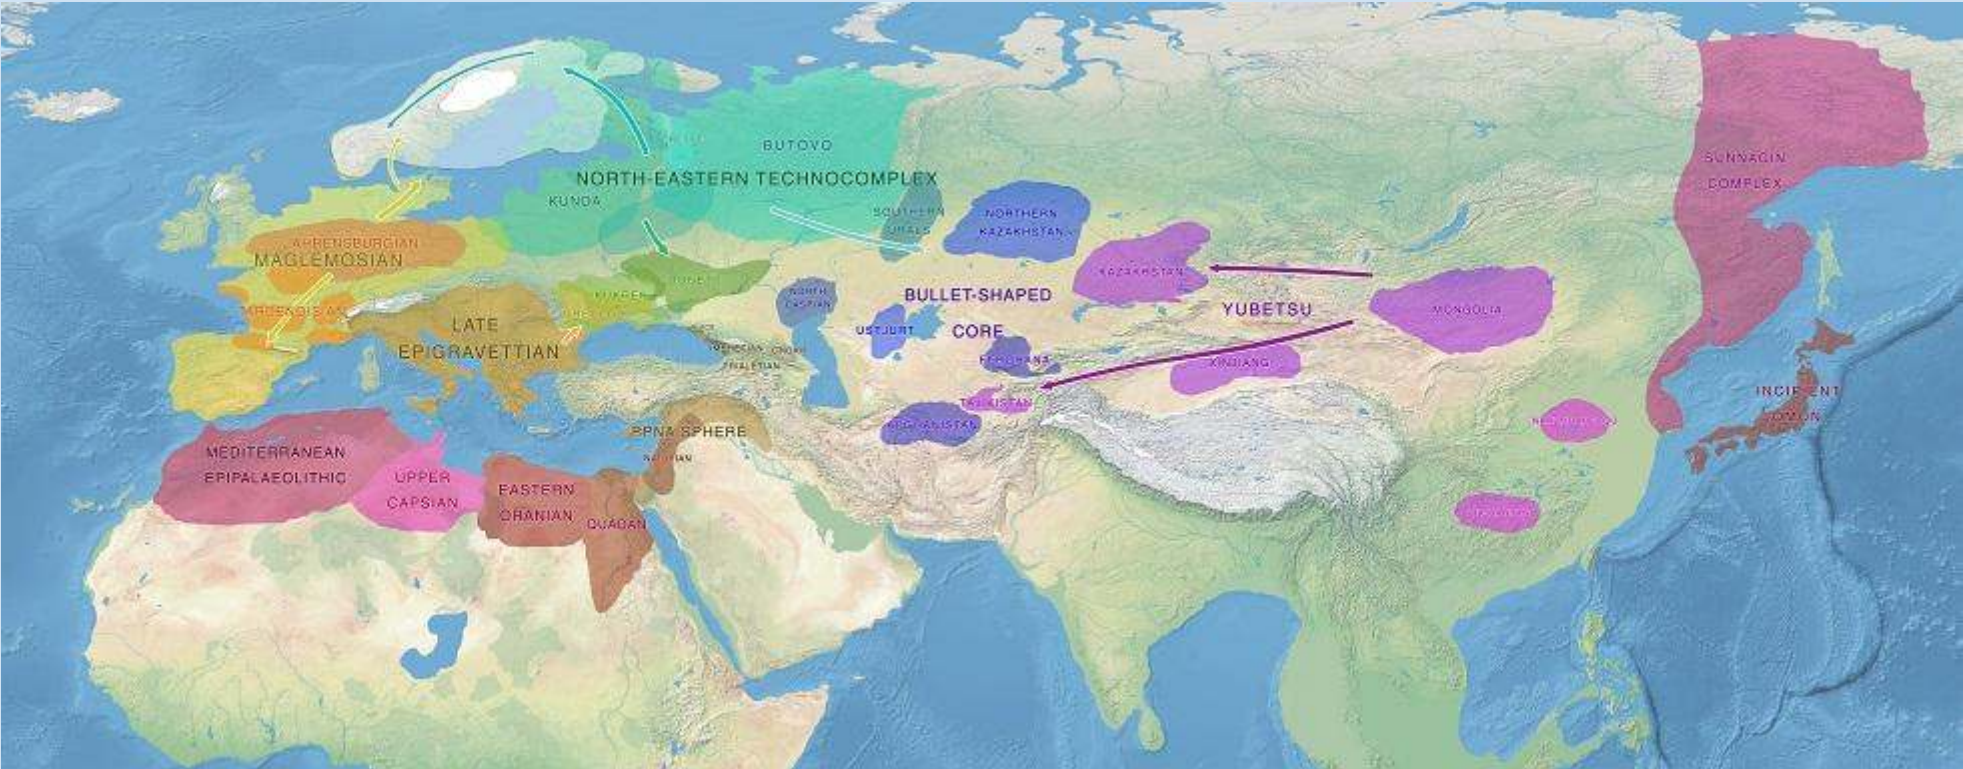 BUTOVO
NORTH-EASTERN TECHNOCOMPLEX
KUNDA
SOUTHERN
URALS
NORTHERN
KAZAKHSTAN
SUNNAGIN
COMPLEX
AHRENSBURGIAN
MAGLEMOSIAN
KAZAKHSTAN
KUKREK
NORTH
CASPIAN
BULLET-SHAPED
CORE
YUBETSU
MONGOLIA
LATE
EPIGRAVETTIAN
USTJURT
FERGHANA
XINJIANG
TAJIKISTAN
INCIPIENT
JOMON
AFGHANISTAN
PPNA SPHERE
NATUFIAN
MEDITERRANEAN
EPIPALAEOLITHIC
UPPER
CAPSIAN
EASTERN
ORANIAN
QUADAN